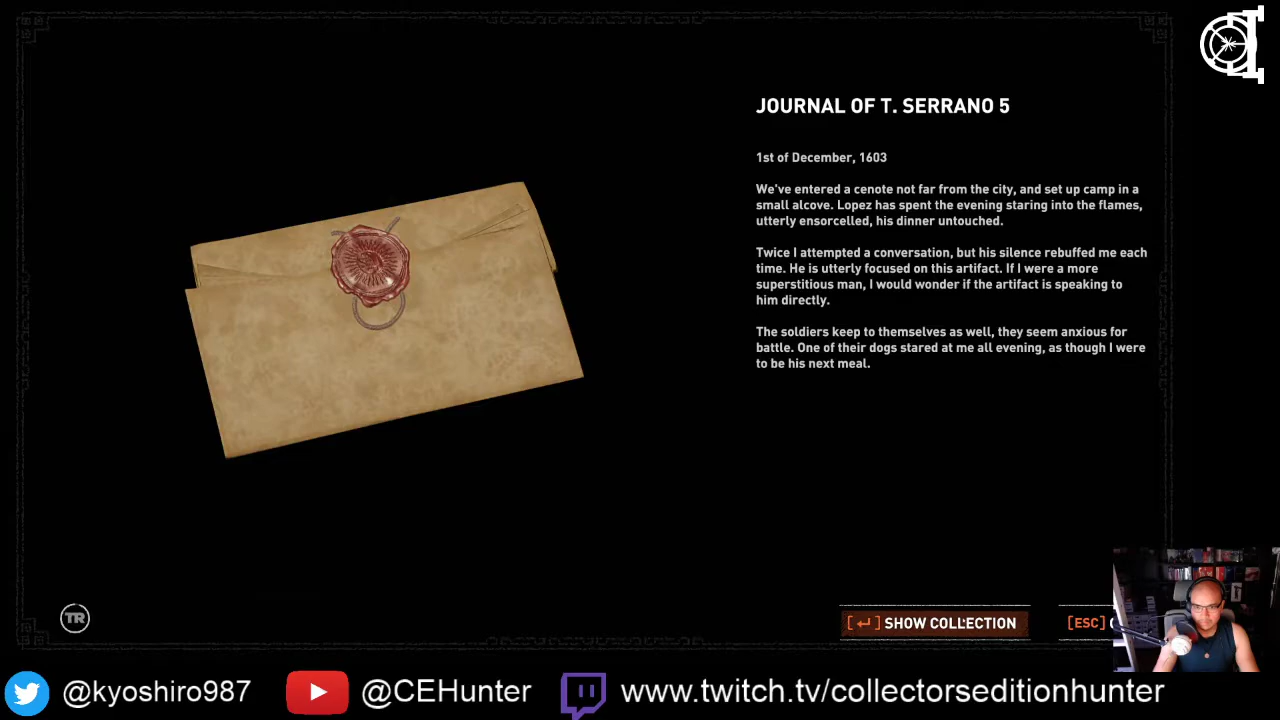 JOURNAL OF T. SERRANO 5
1st of December, 1603
We've entered a cenote not far from the city, and set up camp in a
small alcove. Lopez has spent the evening staring into the flames,
utterly ensorcelled, his dinner untouched.
Twice I attempted a conversation, but his silence rebuffed me each
time. He is utterly focused on this artifact. If I were a more
superstitious man, I would wonder if the artifact is speaking to
him directly.
The soldiers keep to themselves as well, they seem anxious for
battle. One of their dogs stared at me all evening, as though I were
to be his next meal.
TR
[↵] SHOW COLLECTION
[ESC]
@kyoshiro987
@CEHunter
www.twitch.tv/collectorseditionhunter